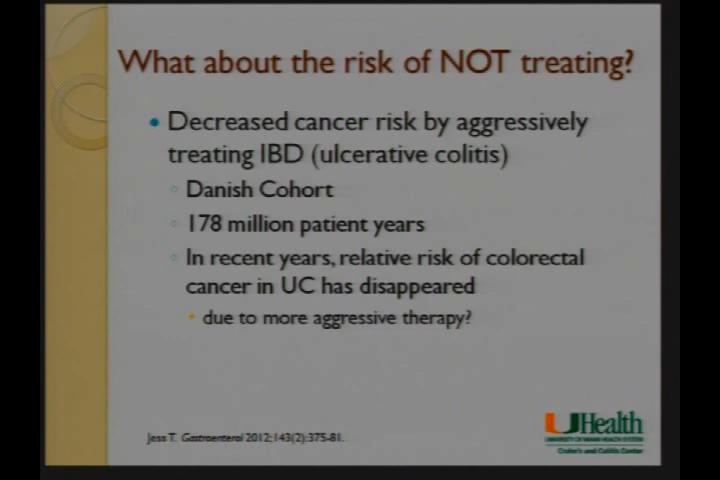 What about the risk of NOT treating?
Decreased cancer risk by aggressively
treating IBD (ulcerative colitis)
Danish Cohort
178 million patient years
In recent years, relative risk of colorectal
cancer in UC has disappeared
due to more aggressive therapy?
Jess T. Gastroenterol 2012;143(2):375-81.
UHealth
UNIVERSITY OF MIAMI HEALTH SYSTEM
Crohn's and Colitis Center